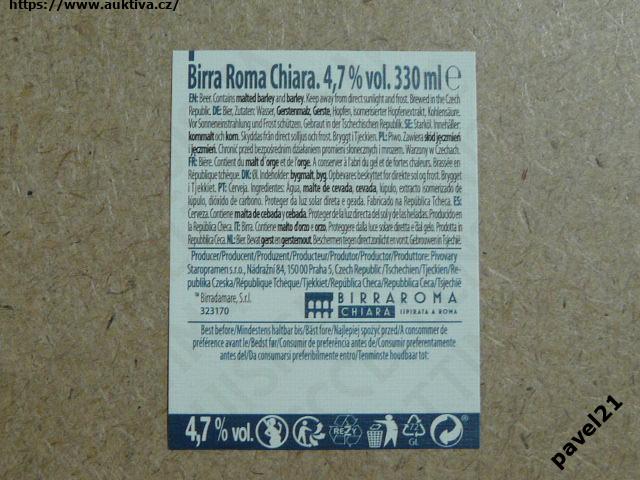 https://www.auktiva.cz/
Birra Roma Chiara. 4,7 % vol. 330 ml ℮
EN: Beer. Contains malted barley and barley. Keep away from direct sunlight and frost. Brewed in the Czech
Republic. DE: Bier, Zutaten: Wasser, Gerstenmalz, Gerste, Hopfen, isomerisierter Hopfenextrakt, Kohlensäure.
Vor Sonneneinstrahlung und Frost schützen. Gebraut in der Tschechischen Republik. SE: Starköl. Innehåller:
kornmalt och korn. Skyddas från direkt solljus och frost. Bryggt i Tjeckien. PL: Piwo. Zawiera słód jęczmień
i jęczmień. Chronić przed bezpośrednim działaniem promieni słonecznych i mrozem. Warzony w Czechach.
FR: Bière. Contient du malt d'orge et de l'orge. A conserver à l'abri du gel et de fortes chaleurs. Brassée en
République tchèque. DK: Øl. Indeholder: bygmalt, byg. Opbevares beskyttet for direkte sol og frost. Brygget
i Tjekkiet. PT: Cerveja. Ingredientes: Água, malte de cevada, cevada, lúpulo, extracto isomerizado de
lúpulo, dióxido de carbono. Proteger da luz solar direta e geada. Fabricado na República Tcheca. ES:
Cerveza. Contiene malta de cebada y cebada. Proteger de la luz directa del sol y de las heladas. Producido en
la República Checa. IT: Birra. Contiene malto d'orzo e orzo. Proteggere dalla luce solare diretta e dal gelo. Prodotta in
Repubblica Ceca. NL: Bier. Bevat gerst en gerstemout. Beschermen tegen direct zonlicht en vorst. Gebrouwen in Tsjechië.
Producer/Producent/Produzent/Producteur/Produtor/Productor/Produttore: Pivovary
Staropramen s.r.o., Nádražní 84, 150 00 Praha 5, Czech Republic /Tschechien/Tjeckien/Re-
publika Czeska/République Tchèque/Tjekkiet/República Checa/Repubblica Ceca/Tsjechië
™ Birradamare, S.r.l.
323170
BIRRAROMA
CHIARA ISPIRATA A ROMA
Best before/Mindestens haltbar bis/Bäst fore/Najlepiej spożyć przed/A consommer de
préférence avant le/Bedst før/Consumir de preferência antes de/Consumir preferentemente
antes del/Da consumarsi preferibilmente entro/Tenminste houdbaar tot:
4,7 % vol.
REZY
GL
pavel21